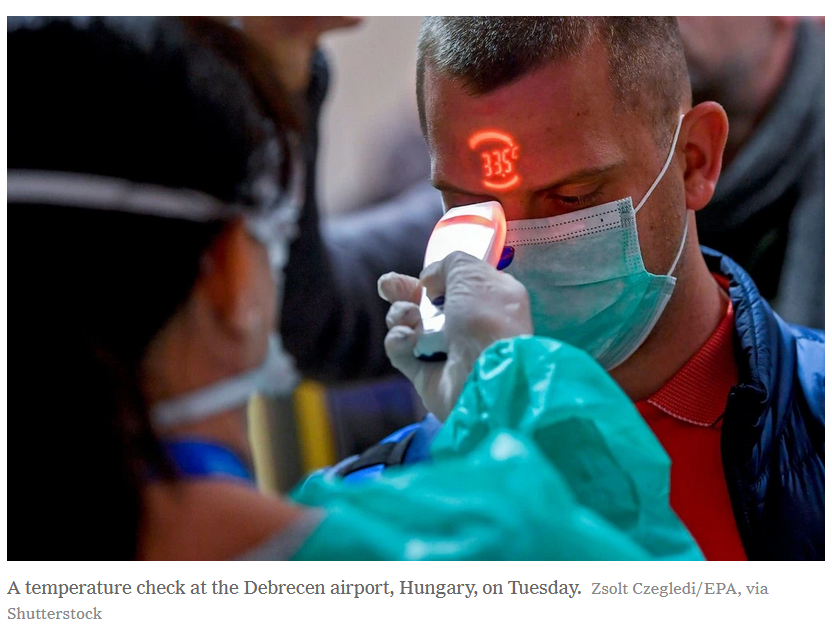 33.5°C
A temperature check at the Debrecen airport, Hungary, on Tuesday. Zsolt Czegledi/EPA, via
Shutterstock